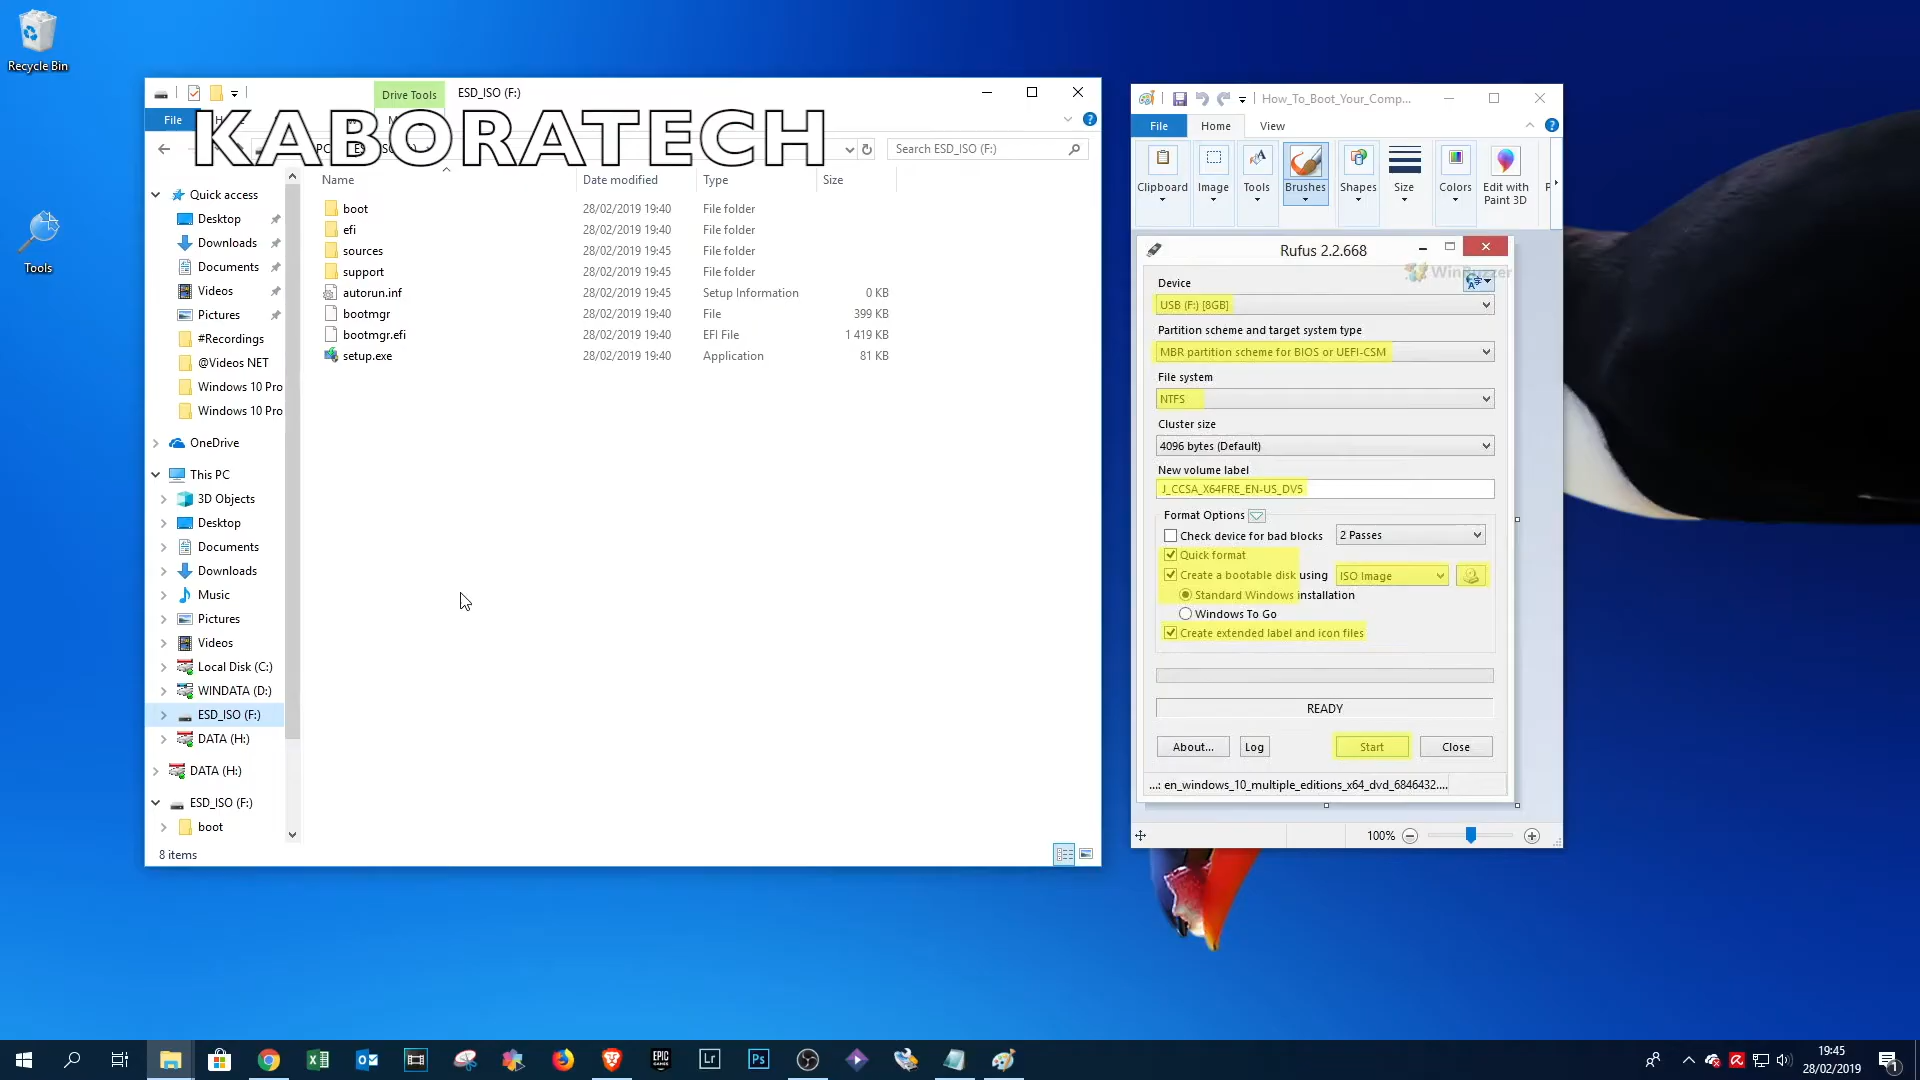 Recycle Bin
Tools
Drive Tools
ESD_ISO (F:)
File
KABORATECH
Search ESD_ISO (F:)
Name Date modified Type Size
boot 28/02/2019 19:40 File folder
efi 28/02/2019 19:40 File folder
sources 28/02/2019 19:45 File folder
support 28/02/2019 19:45 File folder
autorun.inf 28/02/2019 19:45 Setup Information 0 KB
bootmgr 28/02/2019 19:40 File 399 KB
bootmgr.efi 28/02/2019 19:40 EFI File 1 419 KB
setup.exe 28/02/2019 19:40 Application 81 KB
Quick access
Desktop
Downloads
Documents
Videos
Pictures
#Recordings
@Videos NET
Windows 10 Pro
Windows 10 Pro
OneDrive
This PC
3D Objects
Desktop
Documents
Downloads
Music
Pictures
Videos
Local Disk (C:)
WINDATA (D:)
ESD_ISO (F:)
DATA (H:)
DATA (H:)
ESD_ISO (F:)
boot
8 items
How_To_Boot_Your_Comp...
File Home View
Clipboard Image Tools Brushes Shapes Size Colors Edit with
Paint 3D
Rufus 2.2.668
WinBuzzer
Device
USB (F:) [8GB]
Partition scheme and target system type
MBR partition scheme for BIOS or UEFI-CSM
File system
NTFS
Cluster size
4096 bytes (Default)
New volume label
J_CCSA_X64FRE_EN-US_DV5
Format Options
Check device for bad blocks 2 Passes
Quick format
Create a bootable disk using ISO Image
Standard Windows installation
Windows To Go
Create extended label and icon files
READY
About... Log Start Close
...: en_windows_10_multiple_editions_x64_dvd_6846432....
100%
EPIC
GAMES
Lr
Ps
19:45
28/02/2019
1